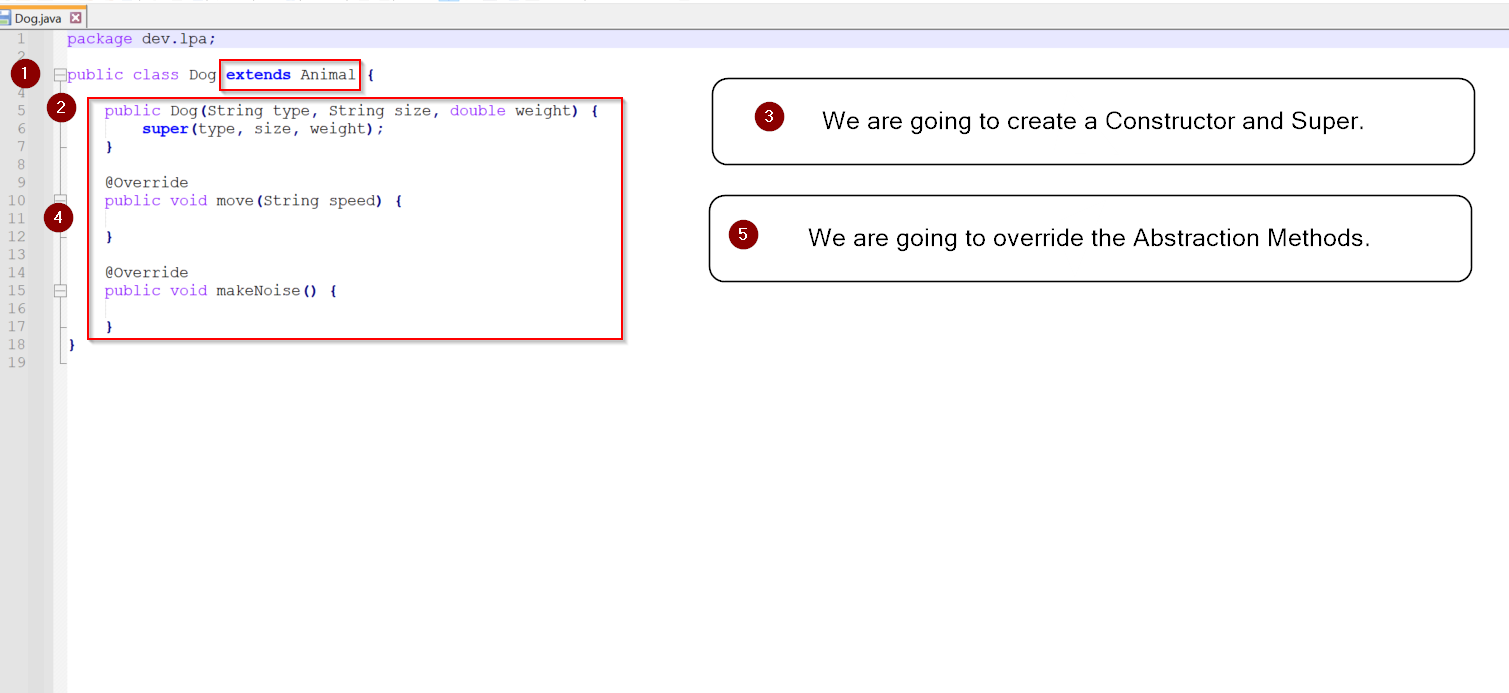 Dog.java
1 package dev.lpa;
2
1 public class Dog extends Animal {
4
2
5 public Dog(String type, String size, double weight) {
6 super(type, size, weight);
7 }
8
9 @Override
10 public void move(String speed) {
11
4
12 }
13
14 @Override
15 public void makeNoise() {
16
17 }
18 }
19
3 We are going to create a Constructor and Super.
5 We are going to override the Abstraction Methods.